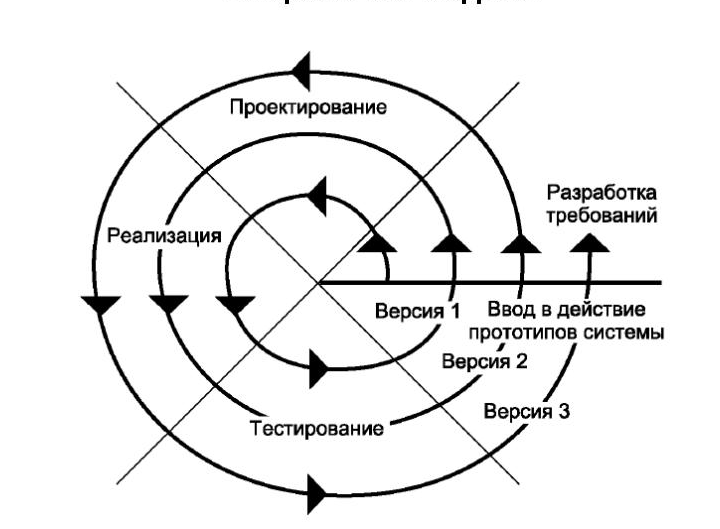 Проектирование
Разработка
требований
Реализация
Версия 1
Ввод в действие
прототипов системы
Версия 2
Версия 3
Тестирование